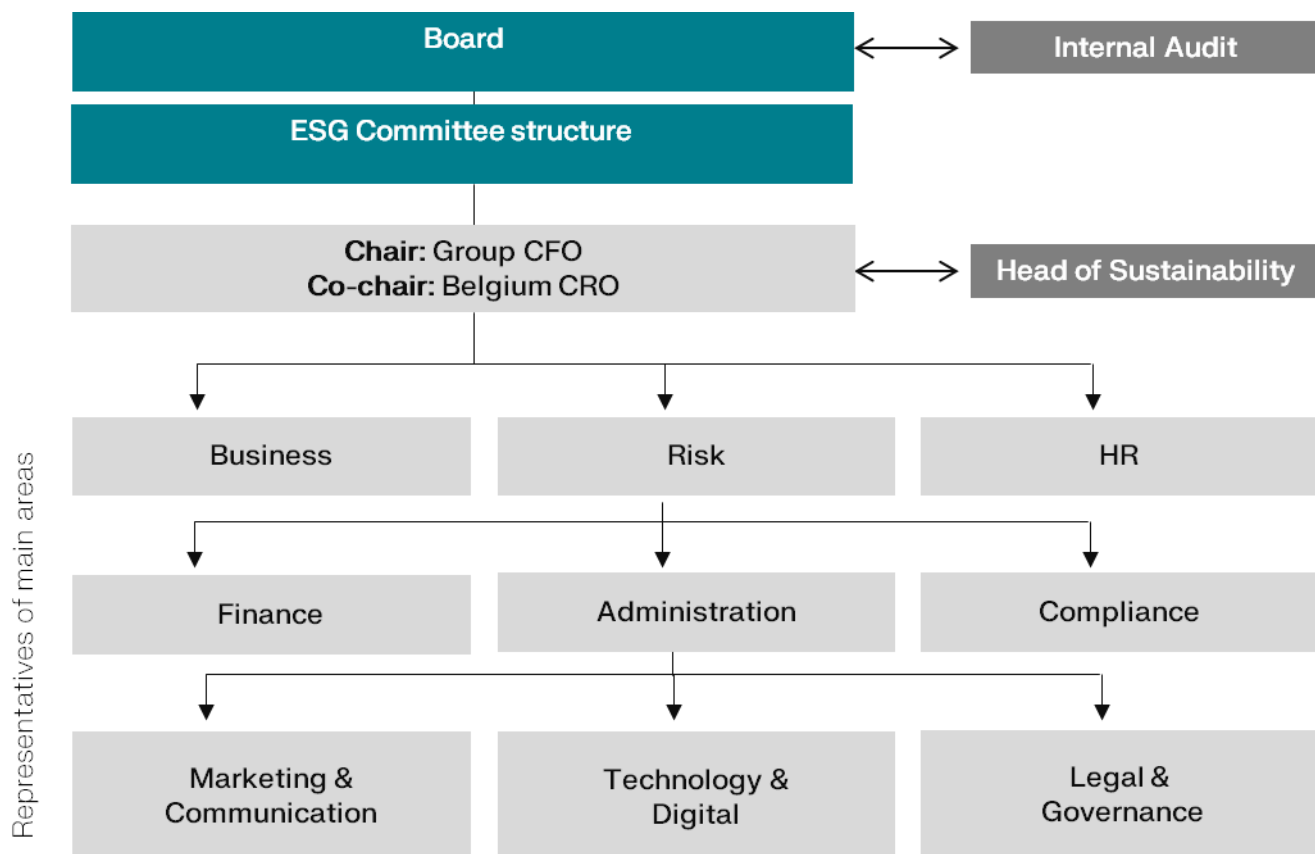 Board
Internal Audit
ESG Committee structure
Chair: Group CFO
Co-chair: Belgium CRO
Head of Sustainability
Representatives of main areas
Business
Risk
HR
Finance
Administration
Compliance
Marketing &
Communication
Technology &
Digital
Legal &
Governance